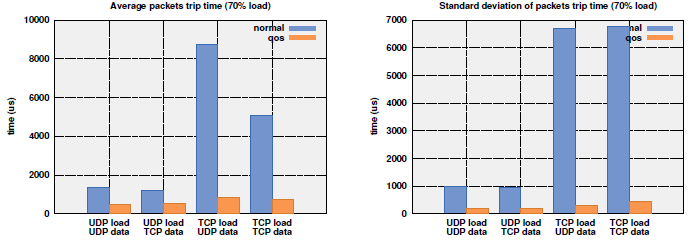 Average packets trip time (70% load)
normal
qos
10000
8000
6000
4000
2000
0
time (us)
UDP load UDP load TCP load TCP load
UDP data TCP data UDP data TCP data
Standard deviation of packets trip time (70% load)
qos
7000
6000
5000
4000
3000
2000
1000
0
time (us)
UDP load UDP load TCP load TCP load
UDP data TCP data UDP data TCP data